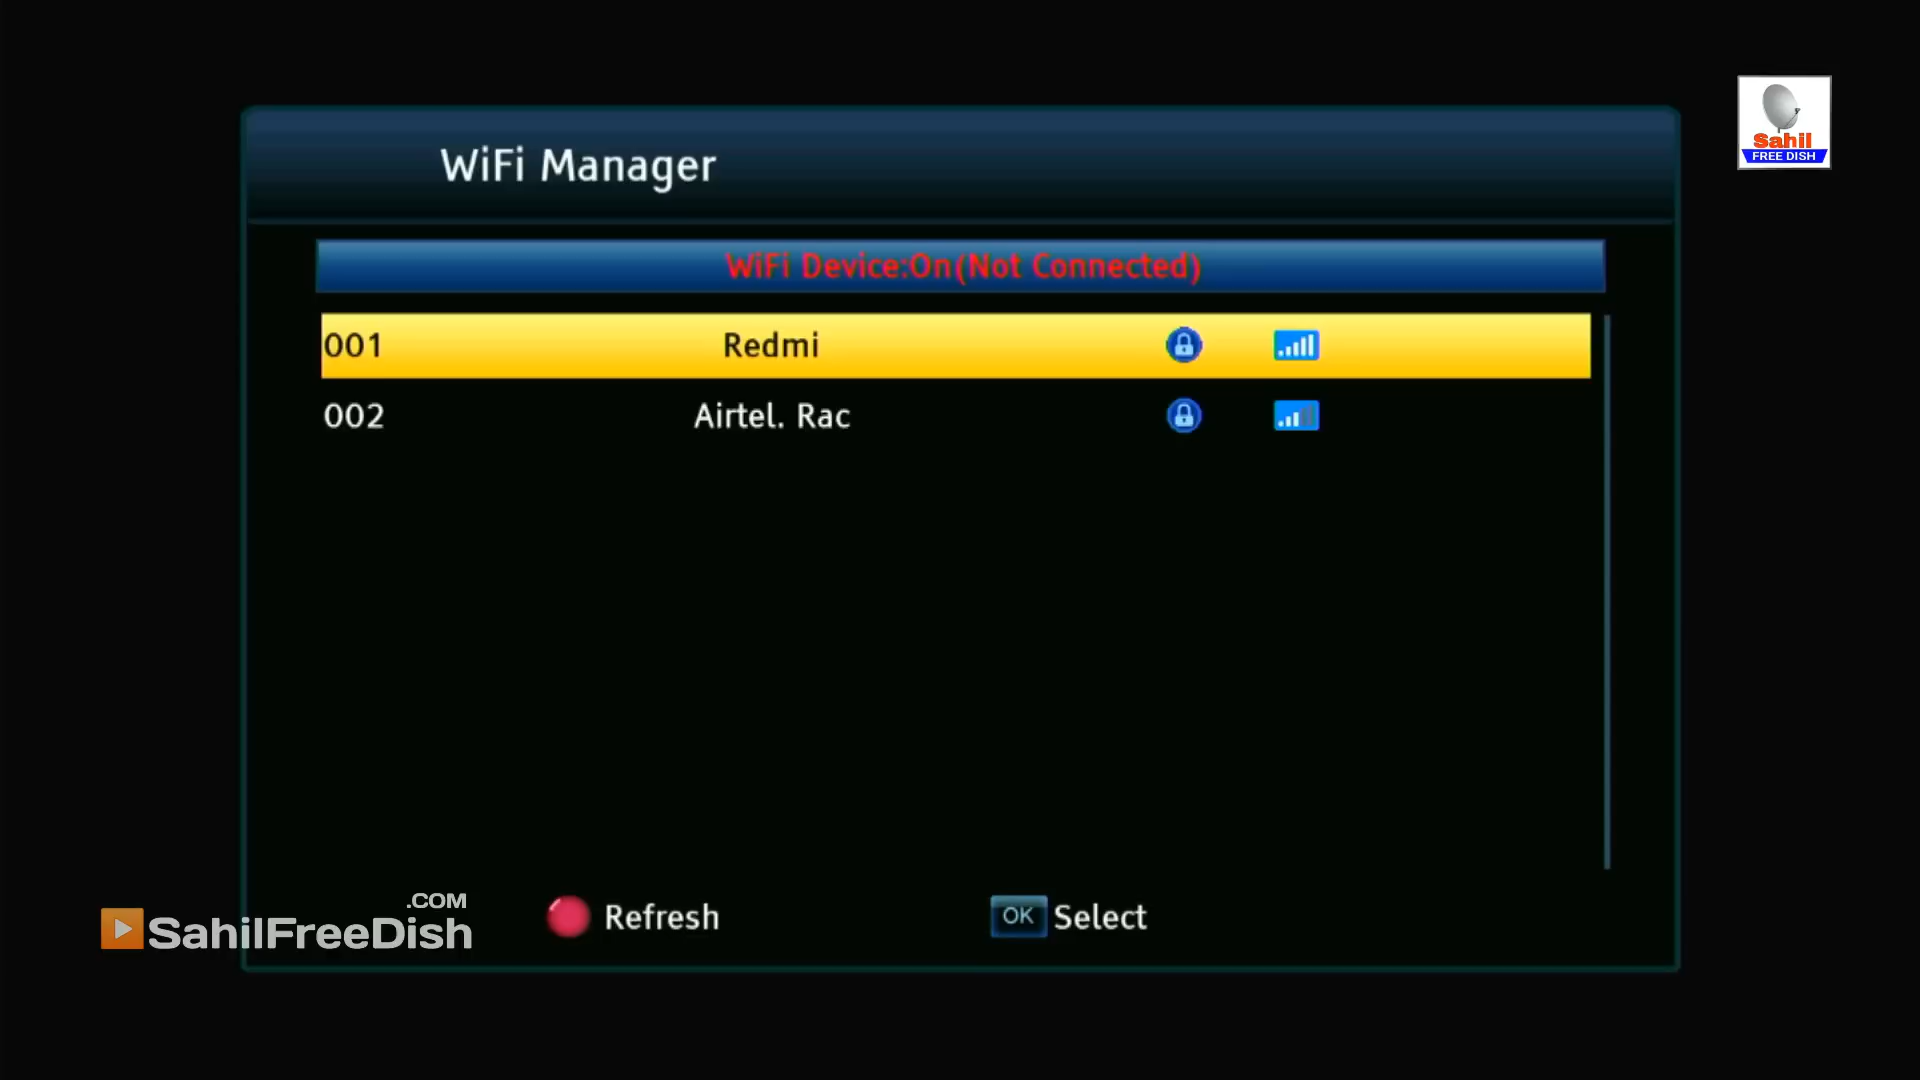 Sahil
FREE DISH
WiFi Manager
WiFi Device:On(Not Connected)
001 Redmi
002 Airtel. Rac
.COM
SahilFreeDish
Refresh
OK Select